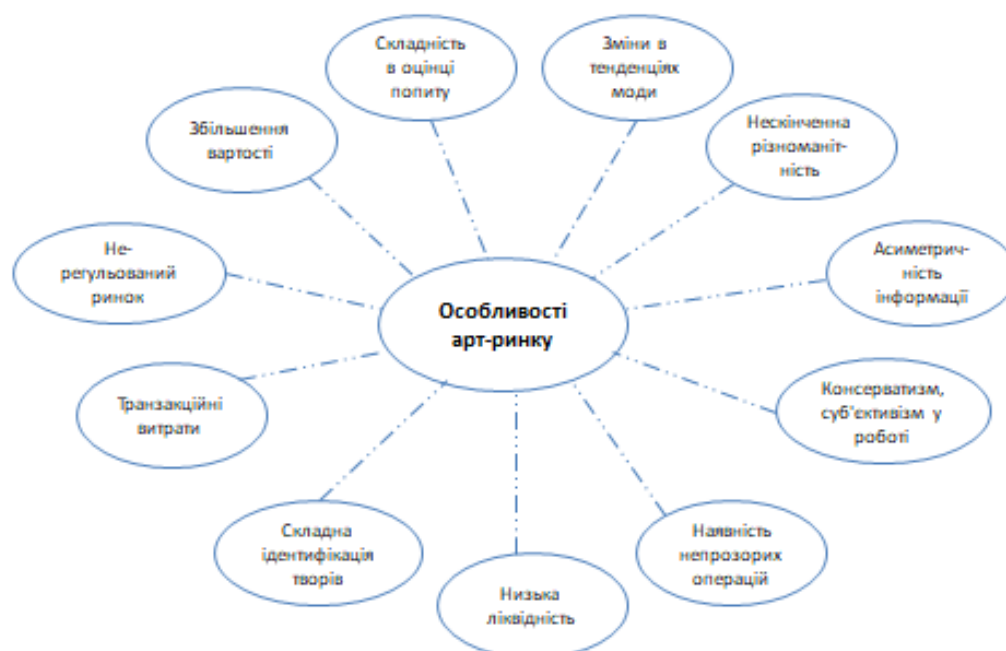 Складність
в оцінці
попиту
Зміни в
тенденціях
моди
Збільшення
вартості
Нескінченна
різноманіт-
ність
Не-
регульований
ринок
Асиметрич-
ність
інформації
Особливості
арт-ринку
Транзакційні
витрати
Консерватизм,
суб'єктивізм у
роботі
Складна
ідентифікація
творів
Низька
ліквідність
Наявність
непрозорих
операцій